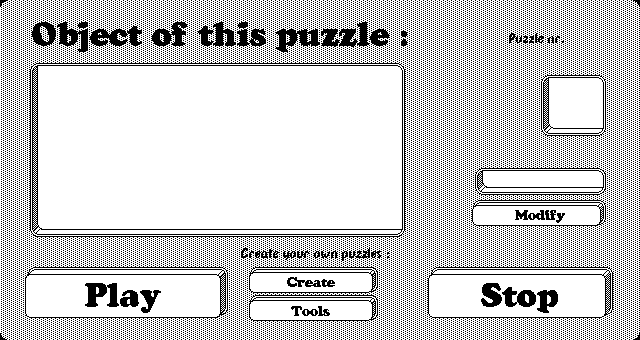 Object of this puzzle :
Puzzle nr.
Modify
Create your own puzzles :
Play
Create
Tools
Stop